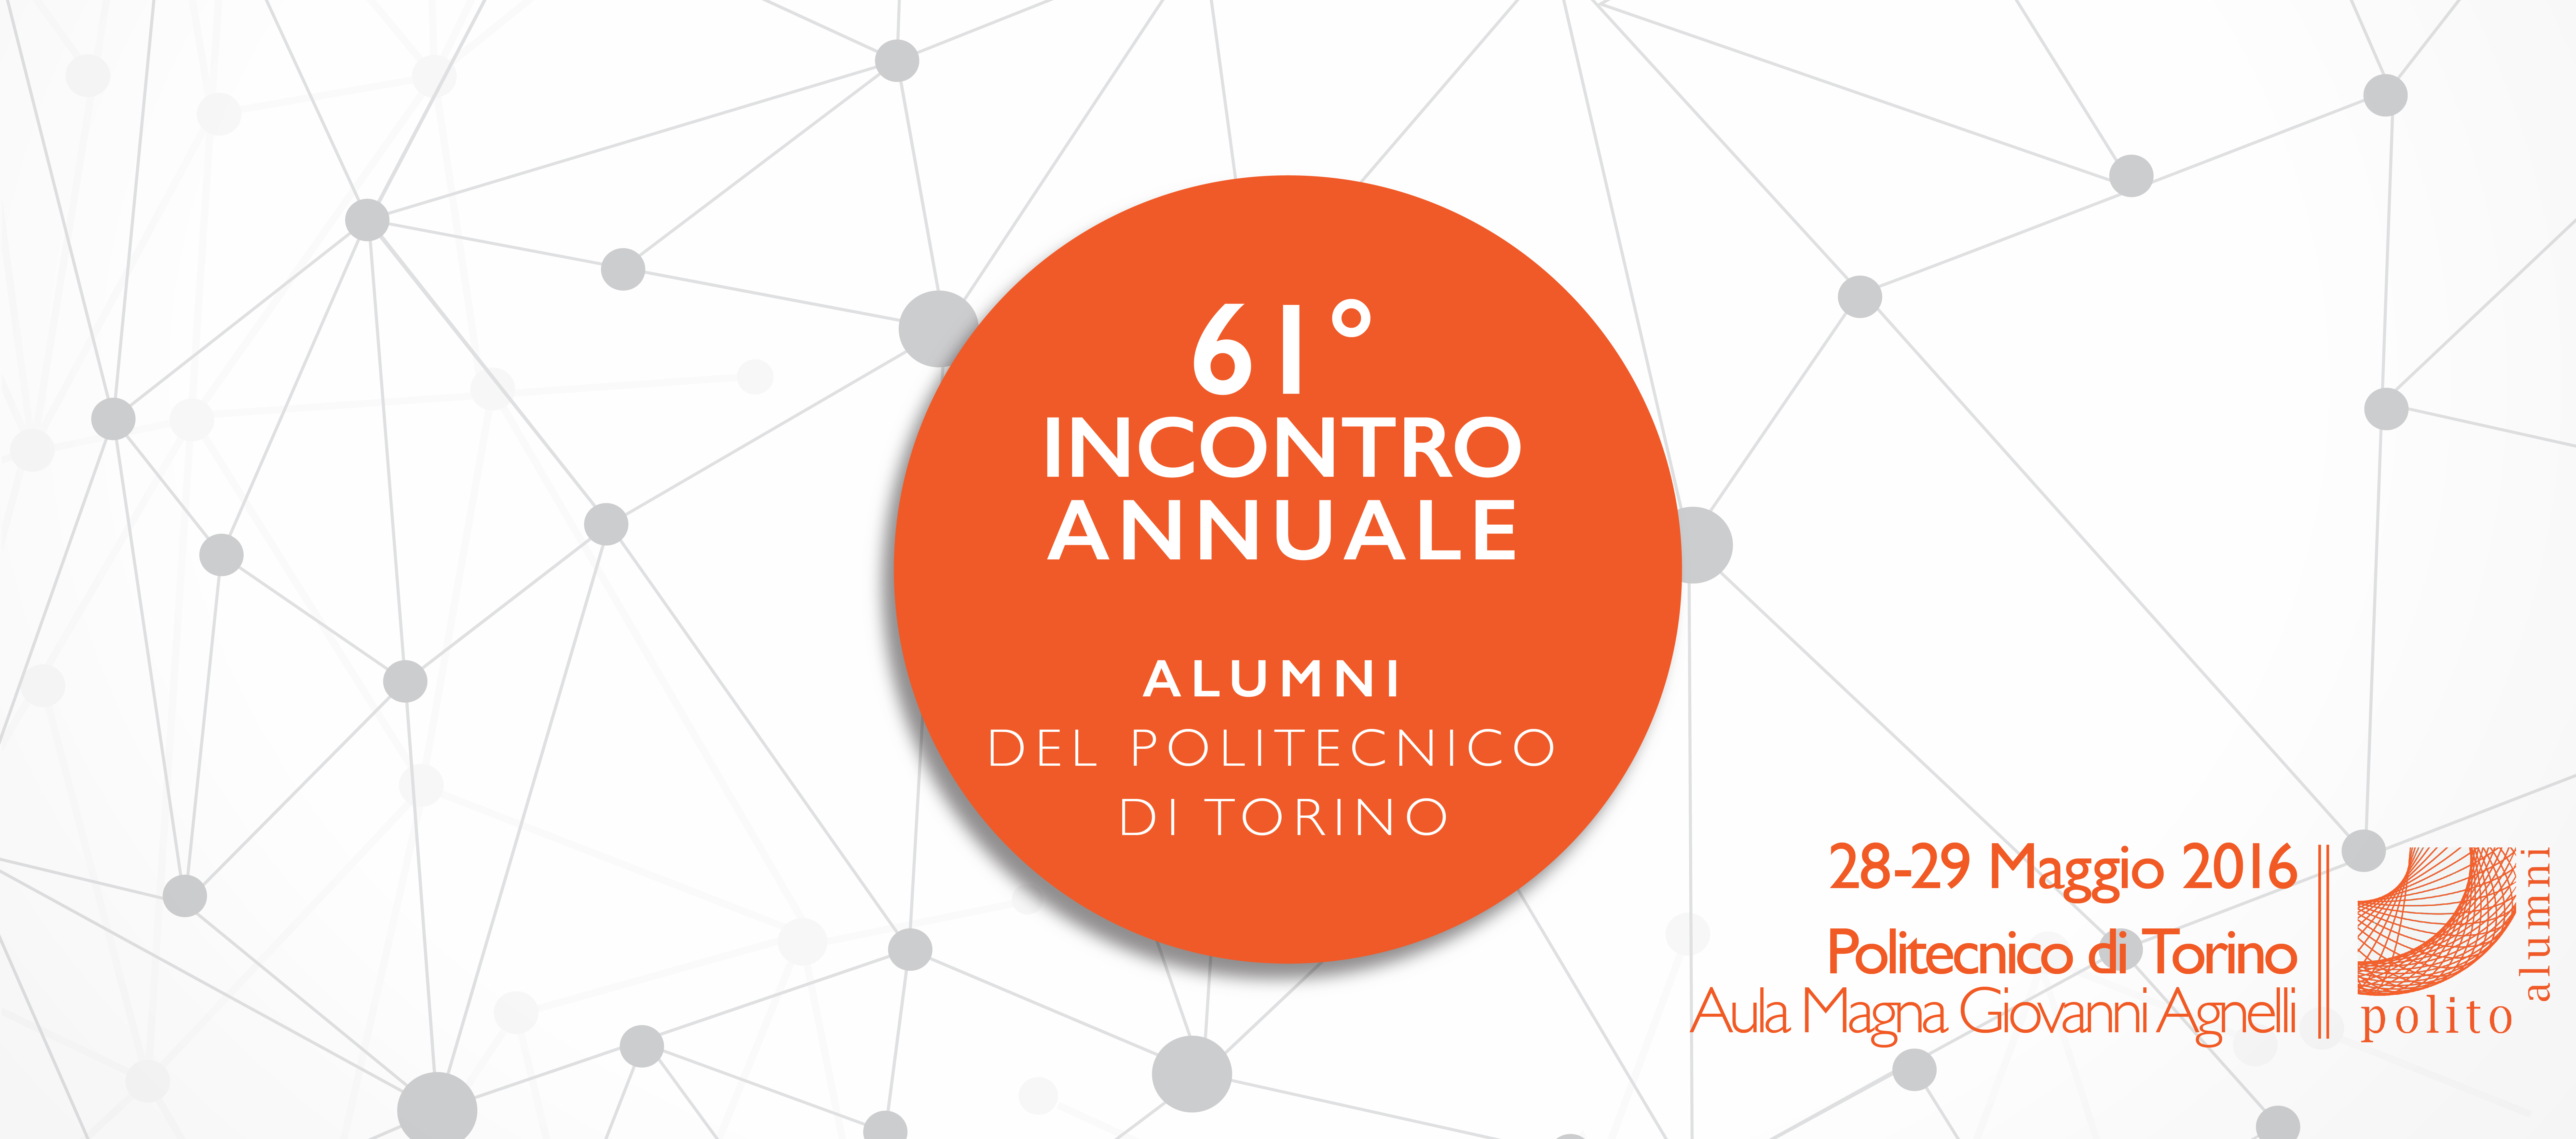 61°
INCONTRO
ANNUALE
ALUMNI
DEL POLITECNICO
DI TORINO
28-29 Maggio 2016
Politecnico di Torino
Aula Magna Giovanni Agnelli
polito
alumni